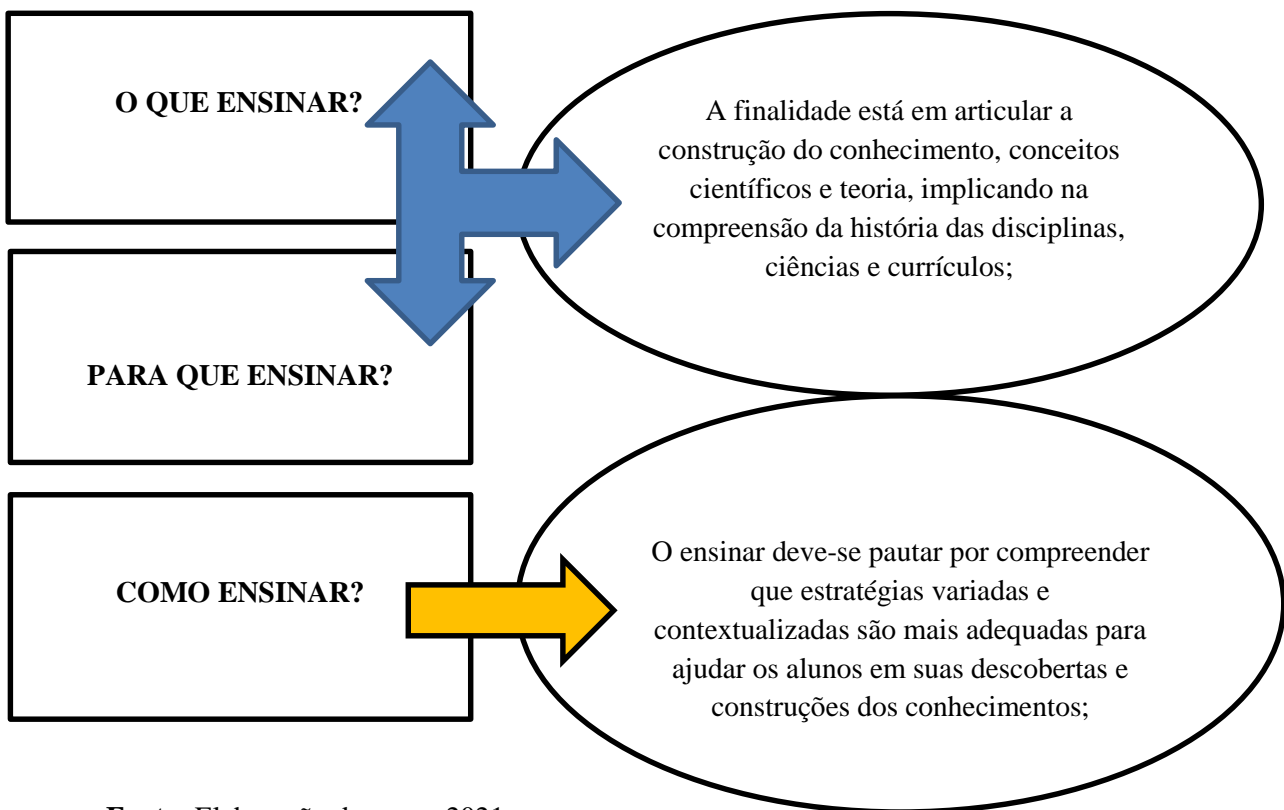 O QUE ENSINAR?
A finalidade está em articular a
construção do conhecimento, conceitos
científicos e teoria, implicando na
compreensão da história das disciplinas,
ciências e currículos;
PARA QUE ENSINAR?
COMO ENSINAR?
O ensinar deve-se pautar por compreender
que estratégias variadas e
contextualizadas são mais adequadas para
ajudar os alunos em suas descobertas e
construções dos conhecimentos;